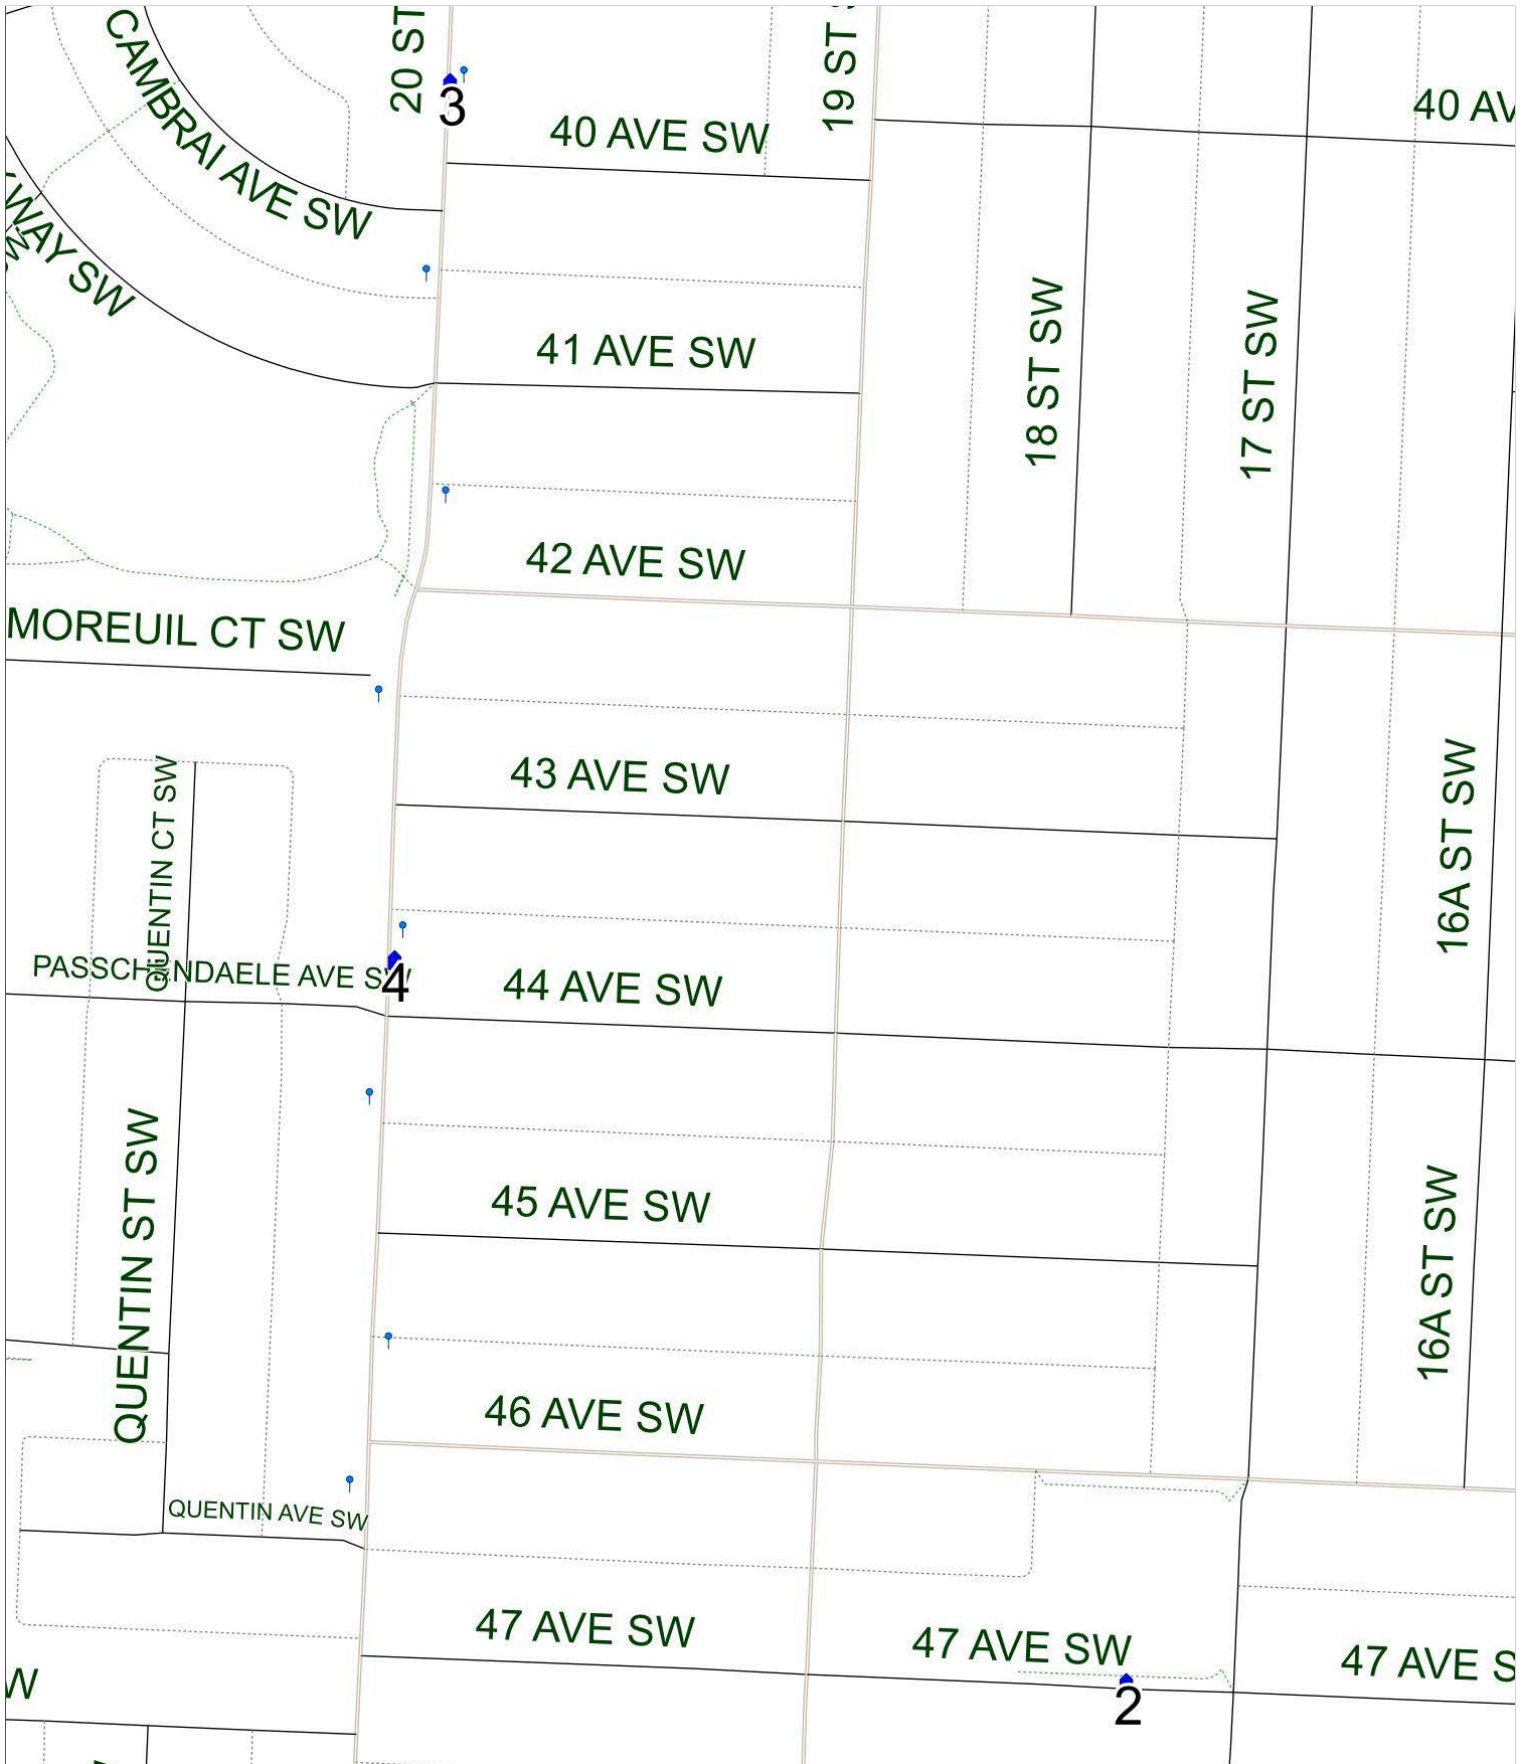 CAMBRAI AVE SW
20 ST
19 ST
3
40 AVE SW
40 AV
WAY SW
41 AVE SW
18 ST SW
17 ST SW
42 AVE SW
MOREUIL CT SW
43 AVE SW
16A ST SW
QUENTIN CT SW
PASSCHENDAELE AVE SW
4
44 AVE SW
QUENTIN ST SW
45 AVE SW
16A ST SW
46 AVE SW
QUENTIN AVE SW
47 AVE SW
47 AVE SW
47 AVE S
W
2